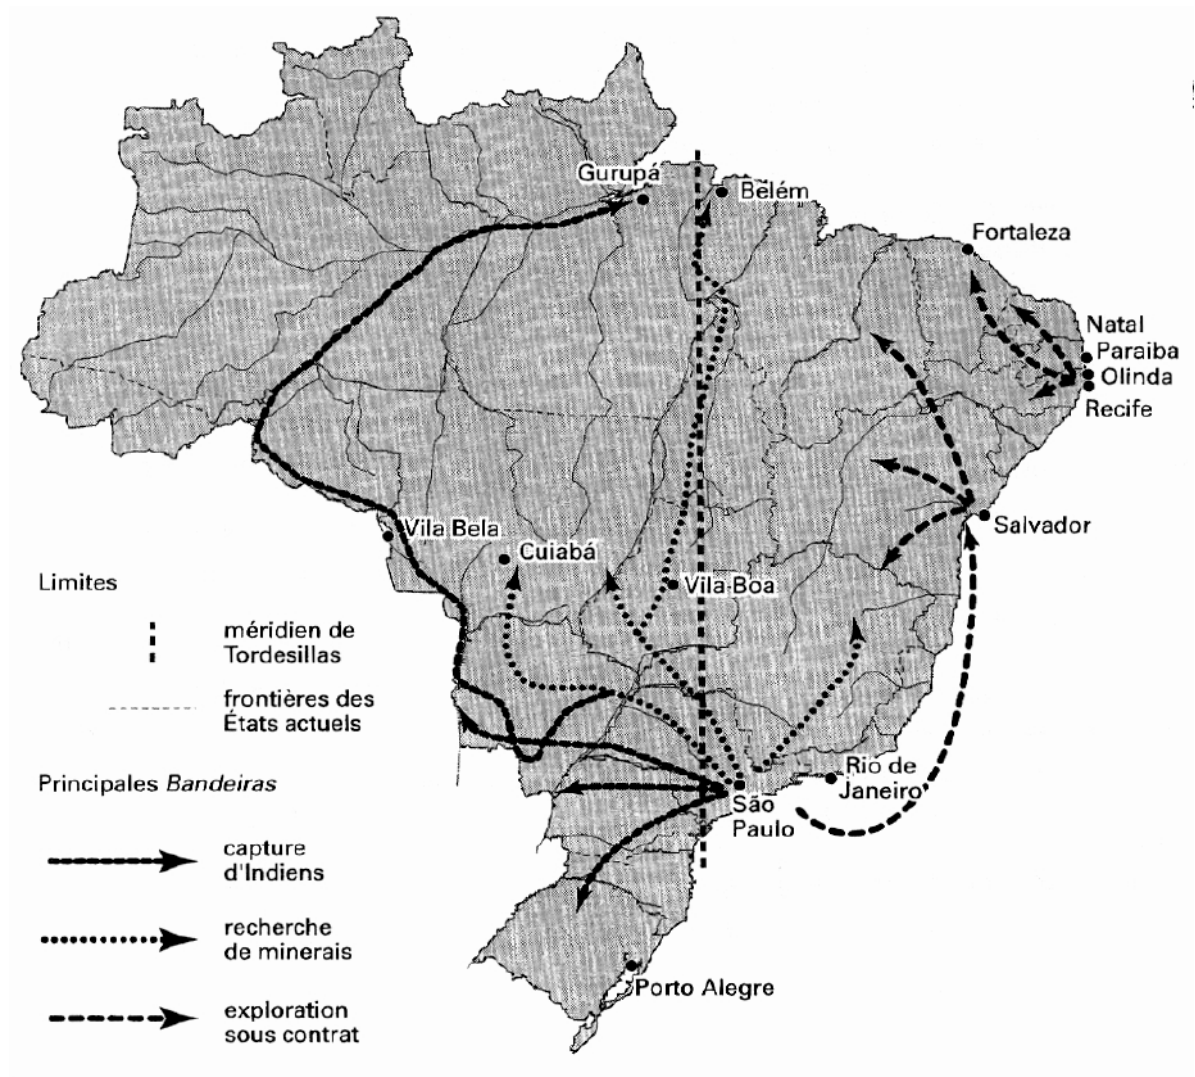 Gurupá
Belém
Fortaleza
Natal
Paraiba
Olinda
Recife
Salvador
Vila Bela
Cuiabá
Vila Boa
Limites
méridien de
Tordesillas
frontières des
États actuels
Principales Bandeiras
Rio de
Janeiro
São
Paulo
capture
d'Indiens
recherche
de minerais
Porto Alegre
exploration
sous contrat